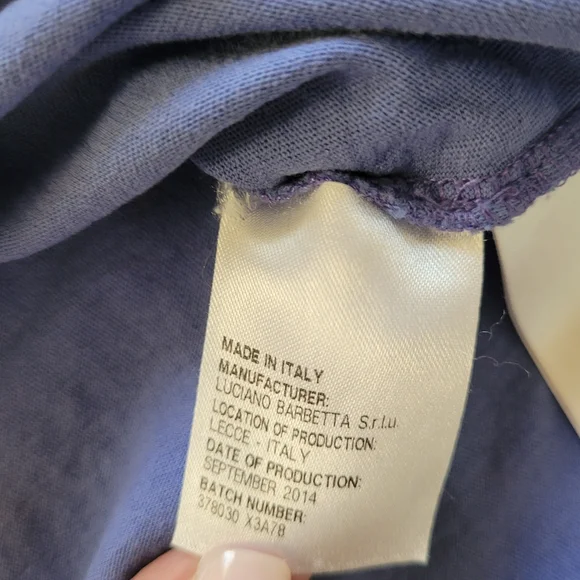 MADE IN ITALY
MANUFACTURER:
LUCIANO BARBETTA S.r.l.u.
LOCATION OF PRODUCTION:
LECCE - ITALY
DATE OF PRODUCTION:
SEPTEMBER 2014
BATCH NUMBER:
378030 X3A7B